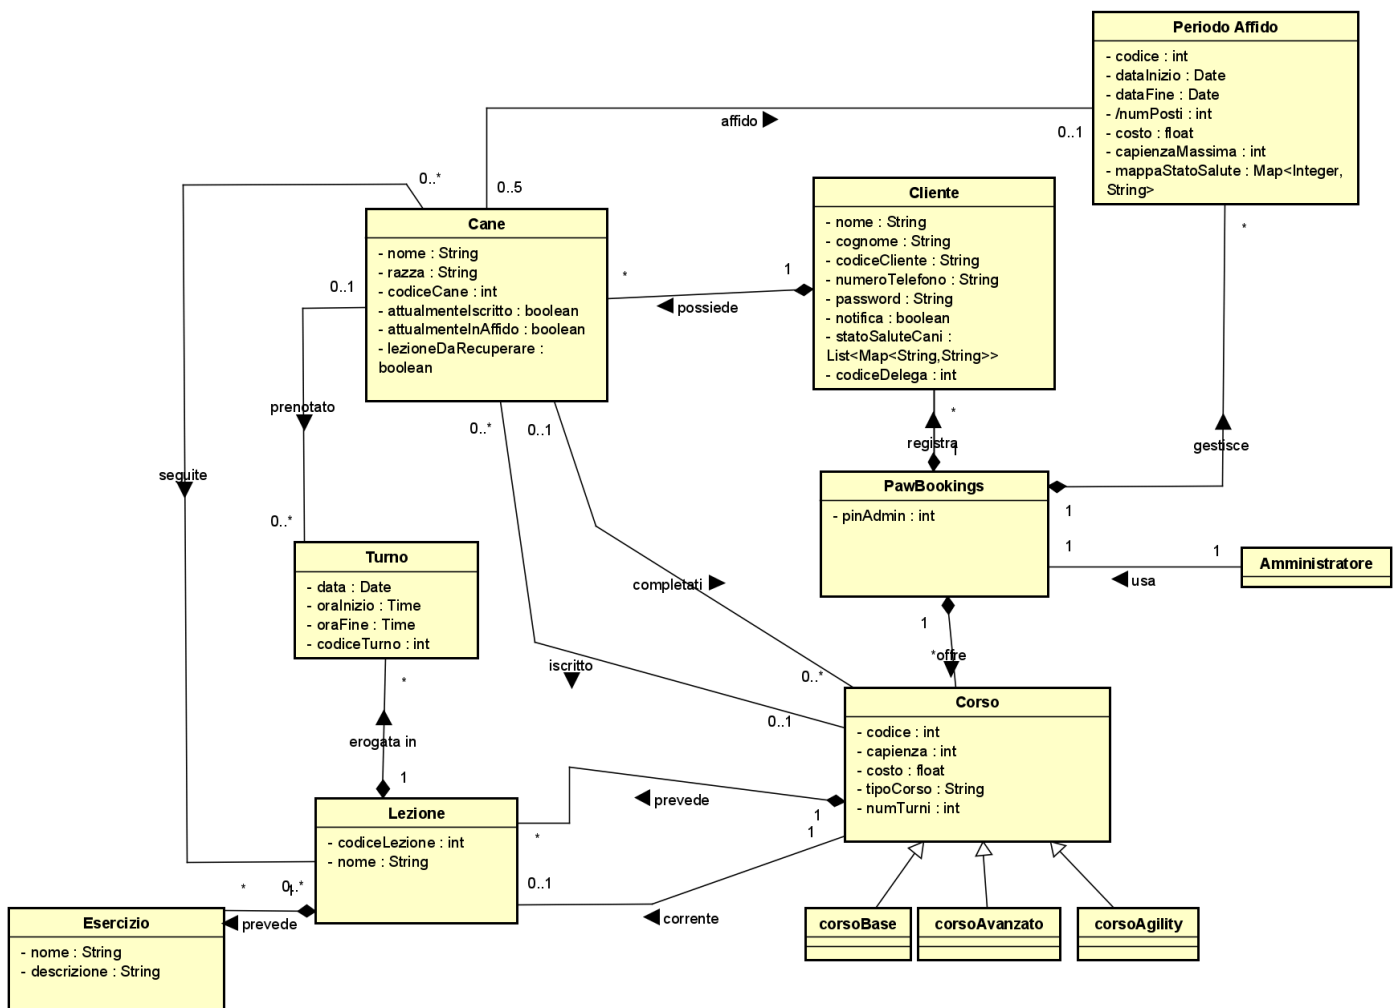 Periodo Affido
- codice : int
- dataInizio : Date
- dataFine : Date
- /numPosti : int
- costo : float
- capienzaMassima : int
- mappaStatoSalute : Map<Integer,
String>
affido
0..1
0..*
0..5
*
Cane
- nome : String
- razza : String
- codiceCane : int
- attualmenteIscritto : boolean
- attualmenteInAffido : boolean
- lezioneDaRecuperare :
boolean
Cliente
- nome : String
- cognome : String
- codiceCliente : String
- numeroTelefono : String
- password : String
- notifica : boolean
- statoSaluteCani :
List<Map<String,String>>
- codiceDelega : int
*
1
possiede
0..1
prenotato
0..*
seguite
0..*
0..1
*
registra
1
gestisce
PawBookings
- pinAdmin : int
1
1
1
usa
Amministratore
Turno
- data : Date
- oraInizio : Time
- oraFine : Time
- codiceTurno : int
completati
iscritto
1
*
offre
0..*
0..1
*
erogata in
1
Corso
- codice : int
- capienza : int
- costo : float
- tipoCorso : String
- numTurni : int
prevede
1
*
1
Lezione
- codiceLezione : int
- nome : String
0..1
corrente
*
0..*
1
prevede
Esercizio
- nome : String
- descrizione : String
corsoBase
corsoAvanzato
corsoAgility